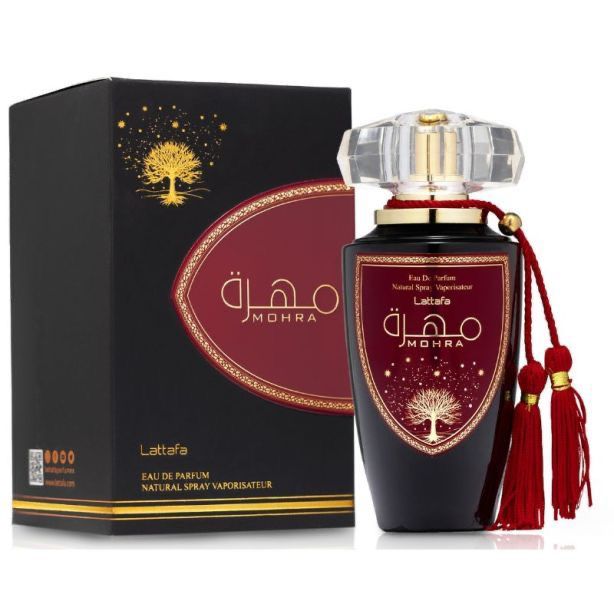 مهرة
MOHRA
Lattafa
EAU DE PARFUM
NATURAL SPRAY VAPORISATEUR
www.lattafa.com
Eau De Parfum
Natural Spray Vaporisateur
Lattafa
مهرة
MOHRA